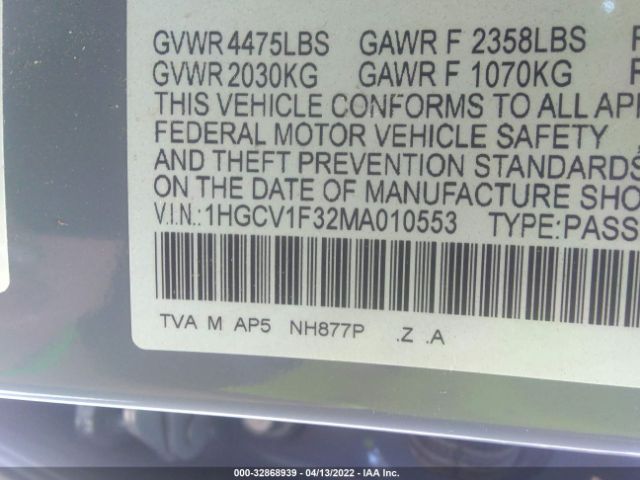 GVWR 4475LBS GAWR F 2358LBS
GVWR 2030KG GAWR F 1070KG
THIS VEHICLE CONFORMS TO ALL
FEDERAL MOTOR VEHICLE SAFETY
AND THEFT PREVENTION STANDARDS
ON THE DATE OF MANUFACTURE SHO
V.I.N.: 1HGCV1F32MA010553 TYPE:PASS
TVA M AP5 NH877P .Z .A
000-32868939 - 04/13/2022 - IAA Inc.